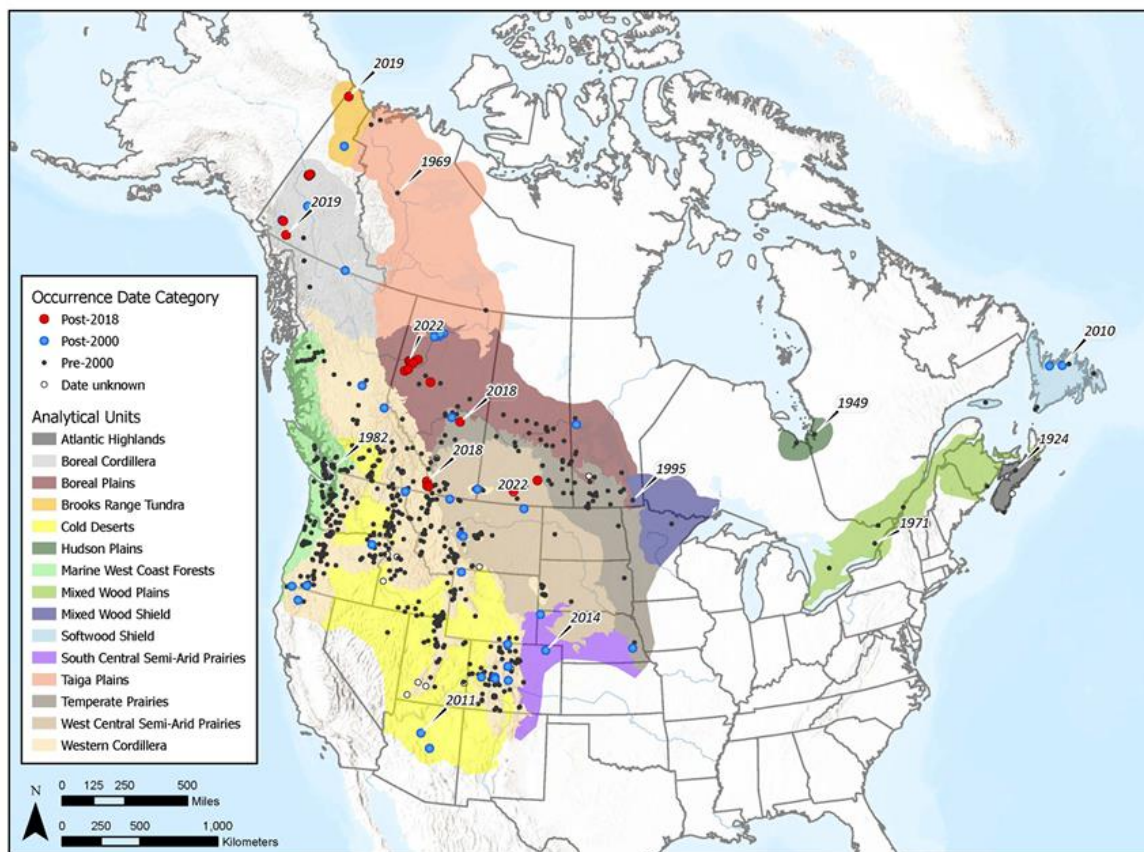 2019
1969
2019
Occurrence Date Category
Post-2018
Post-2000
Pre-2000
Date unknown
Analytical Units
Atlantic Highlands
Boreal Cordillera
Boreal Plains
Brooks Range Tundra
Cold Deserts
Hudson Plains
Marine West Coast Forests
Mixed Wood Plains
Mixed Wood Shield
Softwood Shield
South Central Semi-Arid Prairies
Taiga Plains
Temperate Prairies
West Central Semi-Arid Prairies
Western Cordillera
2022
2010
2018
1949
1982
1924
2018
2022
1995
1971
2014
2011
N
0 125 250 500
Miles
0 250 500 1,000
Kilometers